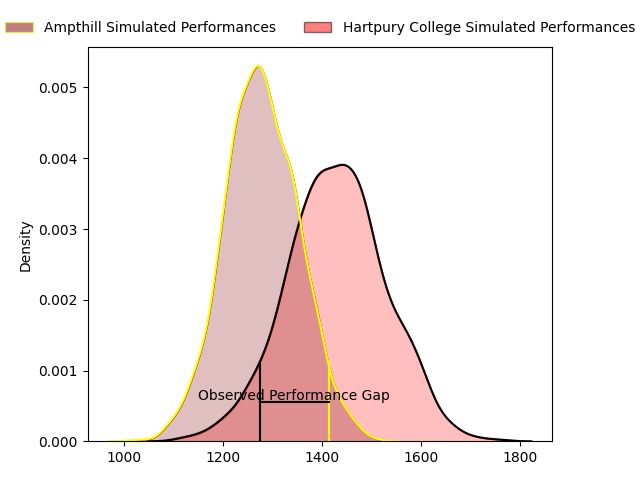 Ampthill Simulated Performances
Hartpury College Simulated Performances
0.005
0.004
0.003
0.002
0.001
0.000
Density
Observed Performance Gap
1000 1200 1400 1600 1800